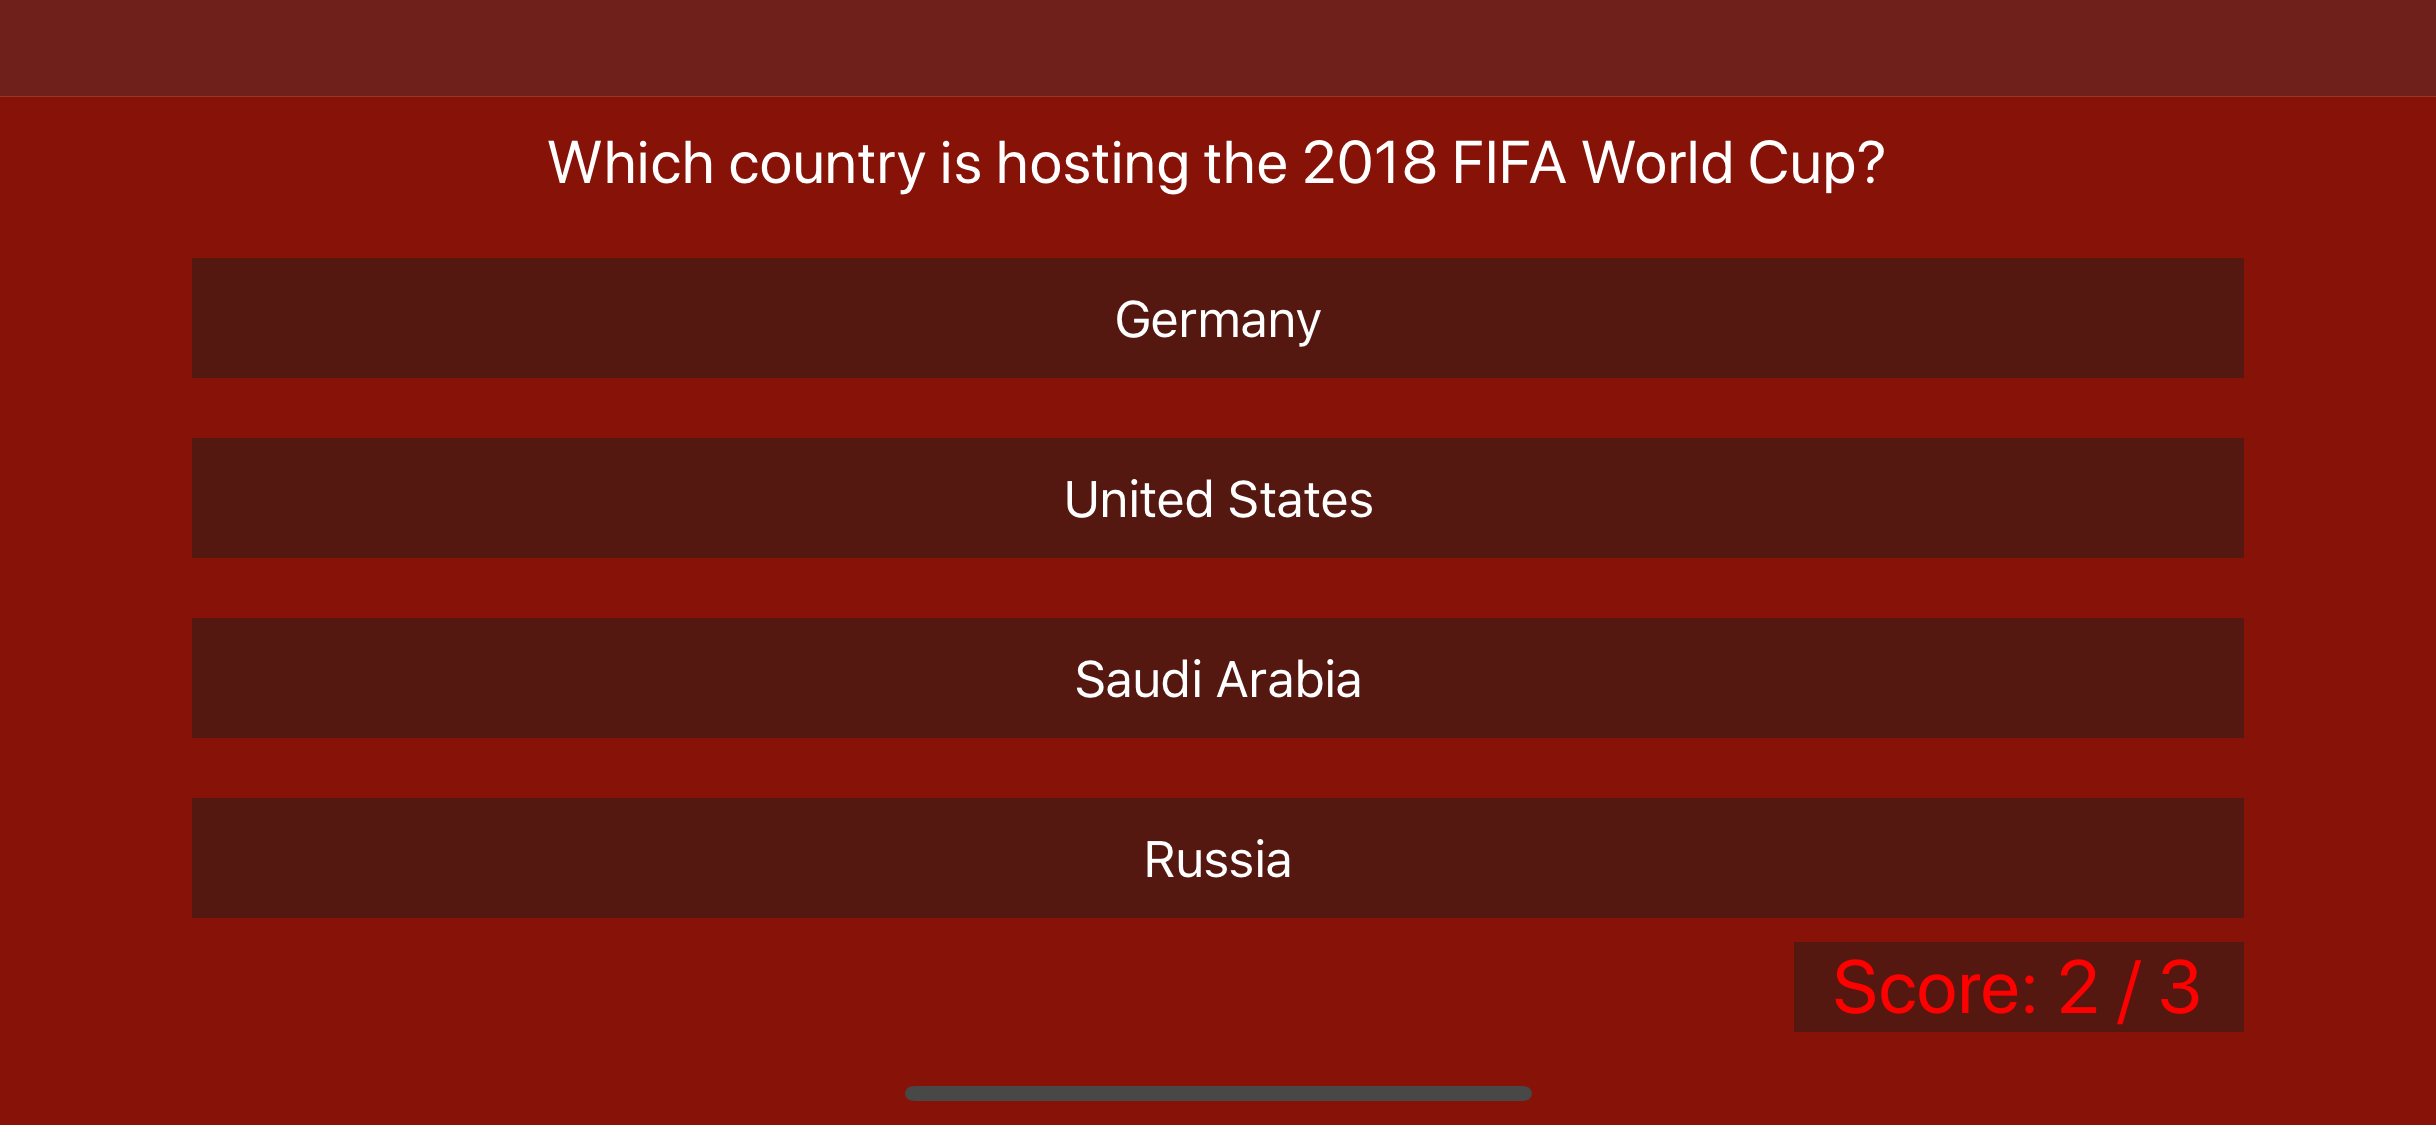 Which country is hosting the 2018 FIFA World Cup?
Germany
United States
Saudi Arabia
Russia
Score: 2 / 3